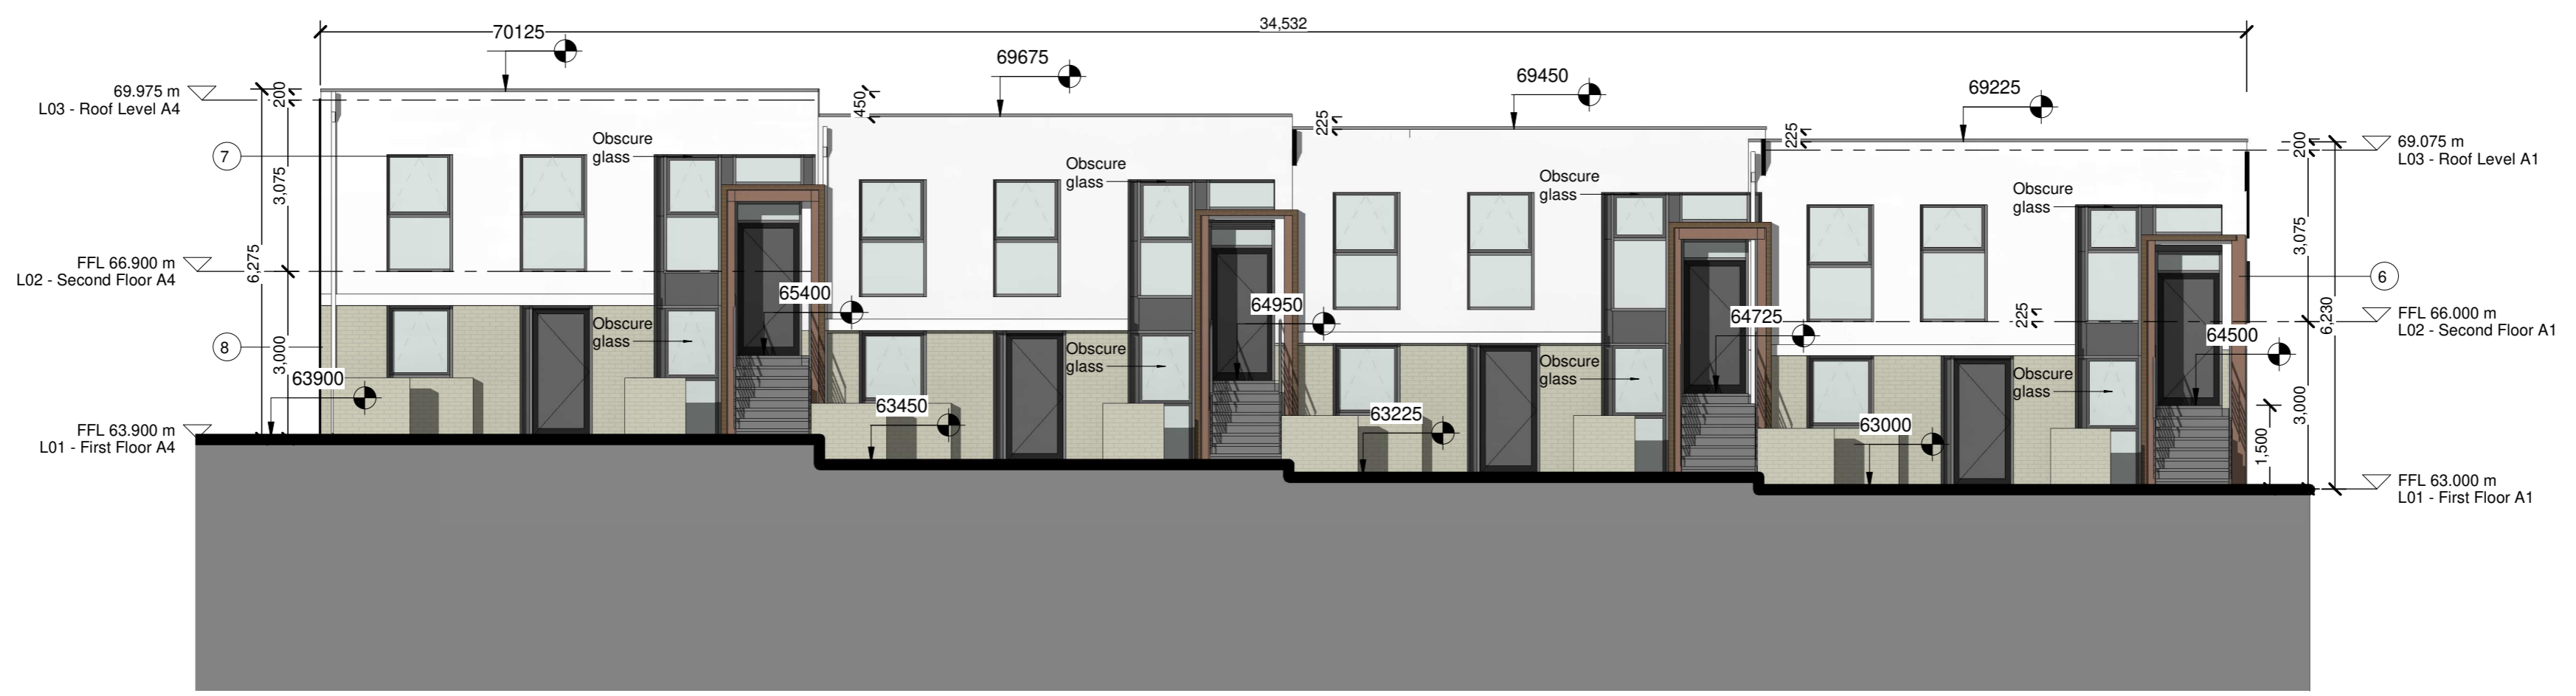 34,532
70125
69675
69450
69225
69.975 m
L03 - Roof Level A4
200
450
225
225
200
69.075 m
L03 - Roof Level A1
7
Obscure
glass
Obscure
glass
Obscure
glass
Obscure
glass
3,075
3,075
6,275
FFL 66.900 m
L02 - Second Floor A4
65400
64950
64725
64500
6
225
6,230
FFL 66.000 m
L02 - Second Floor A1
8
Obscure
glass
Obscure
glass
Obscure
glass
Obscure
glass
3,000
63900
63450
63225
63000
3,000
1,500
FFL 63.900 m
L01 - First Floor A4
FFL 63.000 m
L01 - First Floor A1